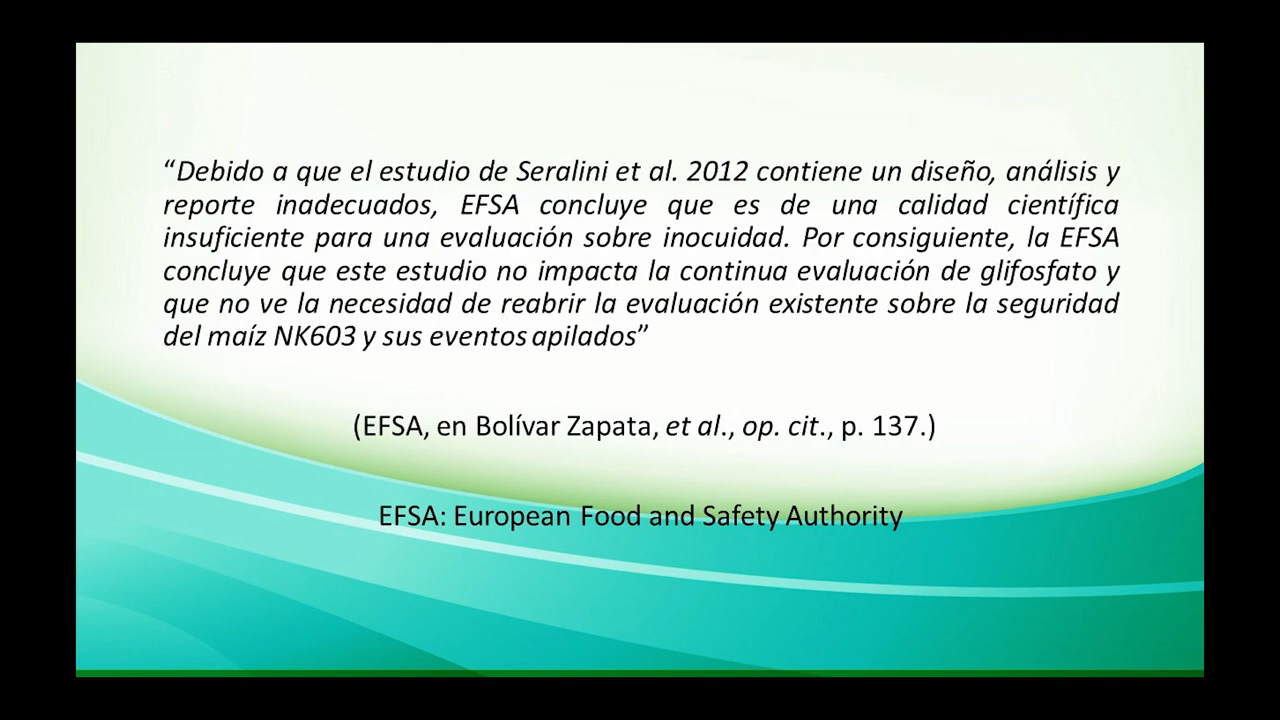 “Debido a que el estudio de Seralini et al. 2012 contiene un diseño, análisis y
reporte inadecuados, EFSA concluye que es de una calidad científica
insuficiente para una evaluación sobre inocuidad. Por consiguiente, la EFSA
concluye que este estudio no impacta la continua evaluación de glifosfato y
que no ve la necesidad de reabrir la evaluación existente sobre la seguridad
del maíz NK603 y sus eventos apilados”
(EFSA, en Bolívar Zapata, et al., op. cit., p. 137.)
EFSA: European Food and Safety Authority